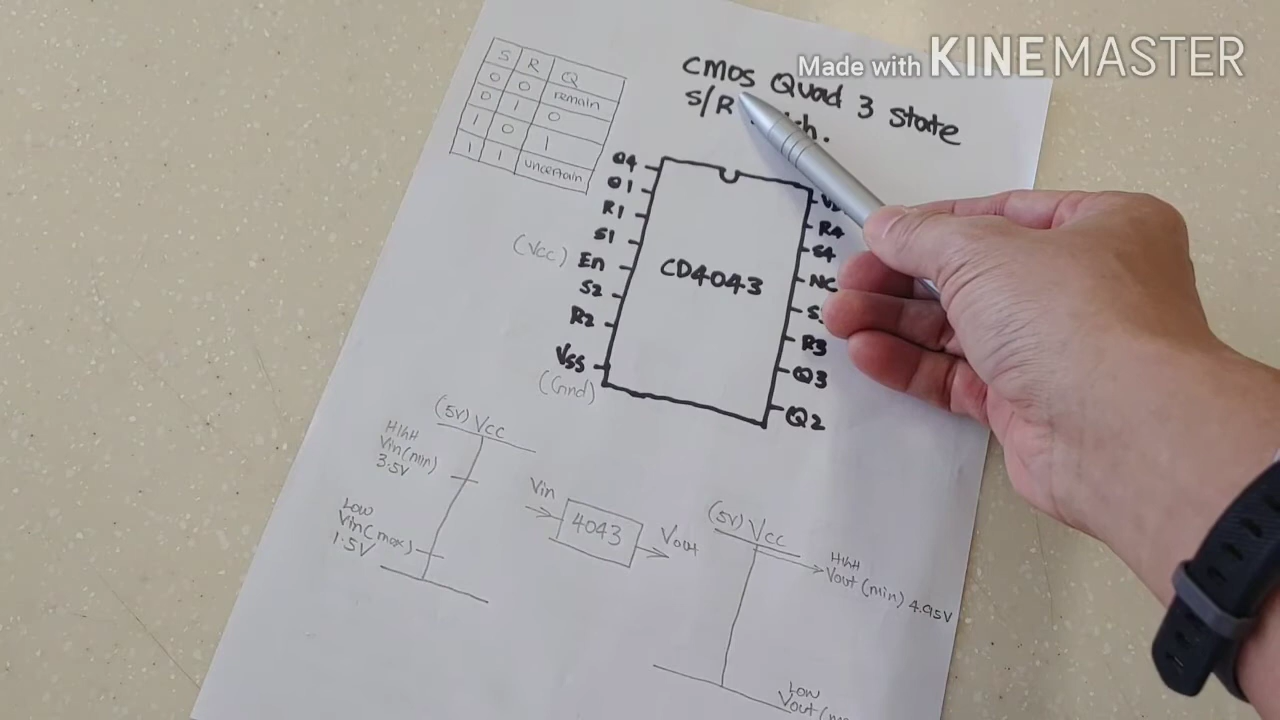 Made with KINEMASTER
CMOS Quad 3 State
S/R
S R Q
0 0 remain
0 1 0
1 0 1
1 1 uncertain
Q4
Q1
R1
S1
(Vcc) En
S2
R2
Vss
(Gnd)
CD4043
R4
S4
NC
R3
Q3
Q2
(5V) Vcc
HIGH
Vin(min)
3.5V
LOW
Vin(max)
1.5V
Vin
4043
Vout
(5V) Vcc
HIGH
Vout (min) 4.95V
LOW